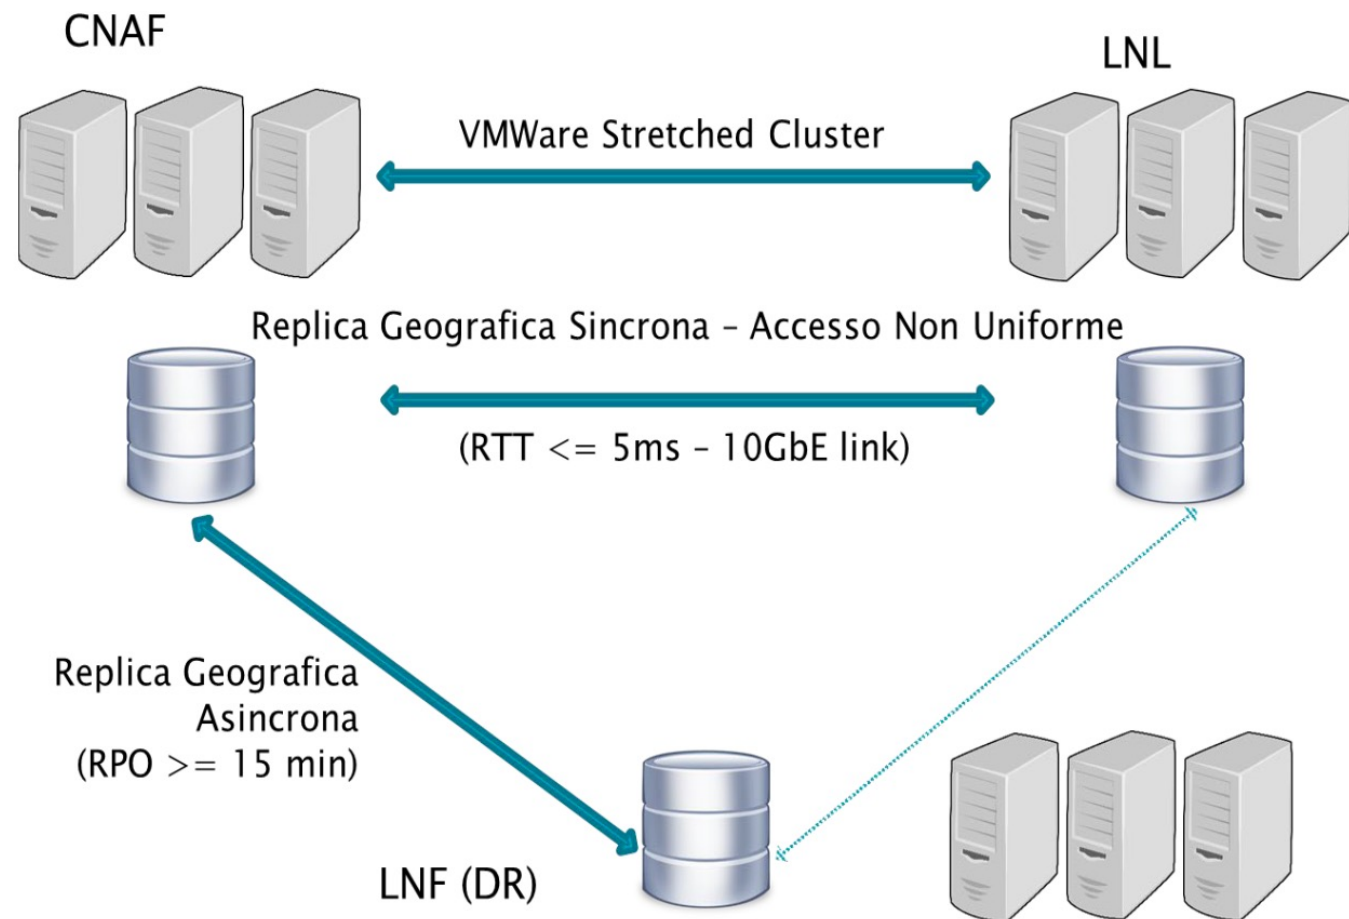 CNAF
LNL
VMWare Stretched Cluster
Replica Geografica Sincrona – Accesso Non Uniforme
(RTT <= 5ms – 10GbE link)
Replica Geografica
Asincrona
(RPO >= 15 min)
LNF (DR)